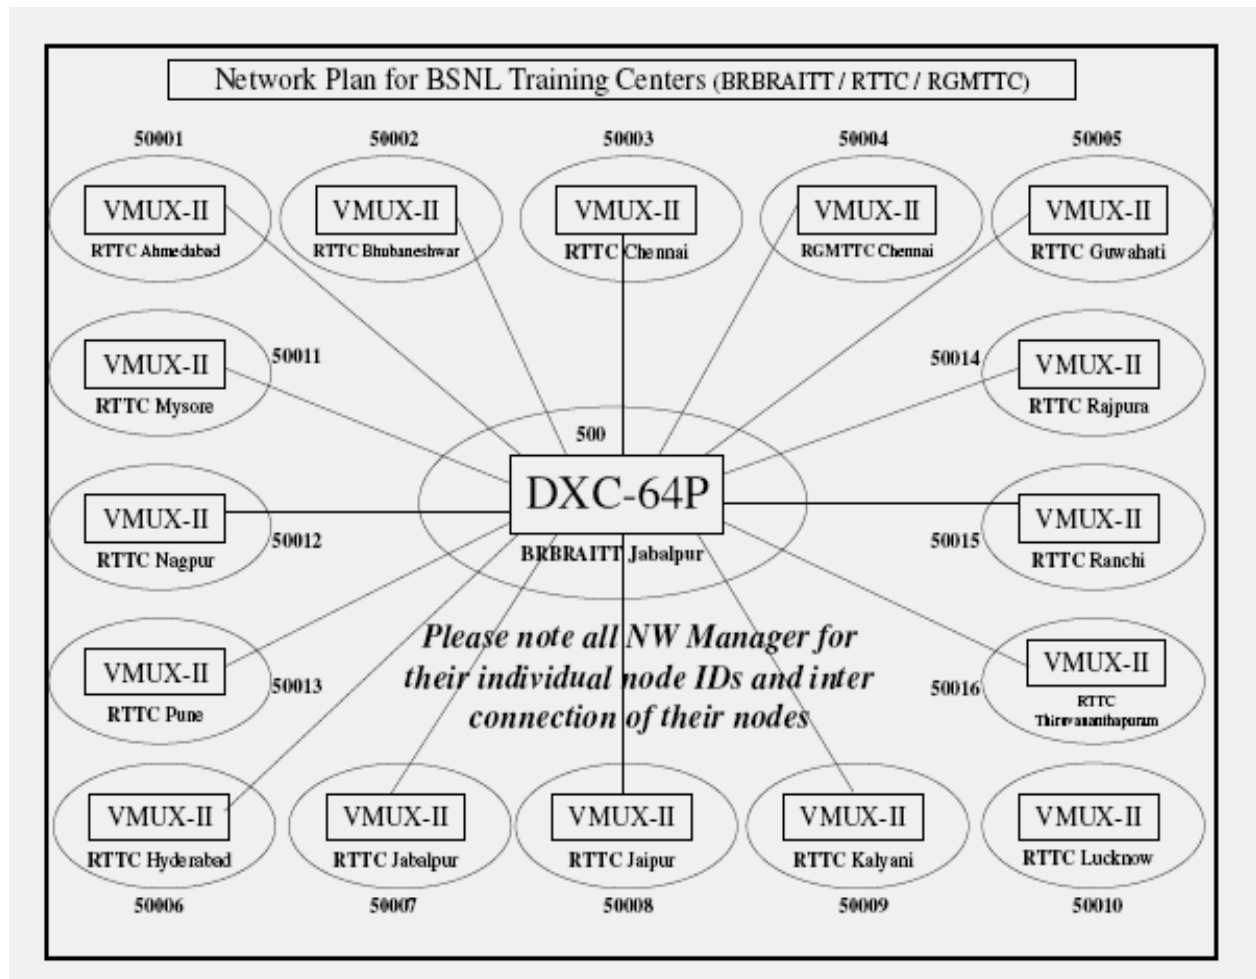 Network Plan for BSNL Training Centers (BRBRAITT / RTTC / RGMTTC)
50001
50002
50003
50004
50005
VMUX-II
RTTC Ahmedabad
VMUX-II
RTTC Bhubaneshwar
VMUX-II
RTTC Chennai
VMUX-II
RGMTTC Chennai
VMUX-II
RTTC Guwahati
VMUX-II
RTTC Mysore
50011
50014
VMUX-II
RTTC Rajpura
500
DXC-64P
BRBRAITT Jabalpur
VMUX-II
RTTC Nagpur
50012
50015
VMUX-II
RTTC Ranchi
Please note all NW Manager for
their individual node IDs and inter
connection of their nodes
VMUX-II
RTTC Pune
50013
50016
VMUX-II
RTTC
Thiruvananthapuram
VMUX-II
RTTC Hyderabad
50006
VMUX-II
RTTC Jabalpur
50007
VMUX-II
RTTC Jaipur
50008
VMUX-II
RTTC Kalyani
50009
VMUX-II
RTTC Lucknow
50010